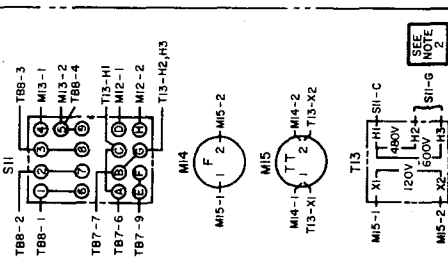 S11
TB8-2
TB8-1
TB8-3
M13-1
M13-2
TB8-4
1 2 3 4
5
6 7 8 9
TB7-7
TB7-6
TB7-9
T13-H1
M12-1
M12-2
T13-H2,H3
A B C D
E F G H
M14
M15-1
1 F 2
M15-2
M15
M14-1
T13-X1
1 TT 2
M14-2
T13-X2
T13
M15-1
X1
H1
S11-C
480V
120V
H2
600V
S11-G
M15-2
X2
H3
SEE
NOTE
2